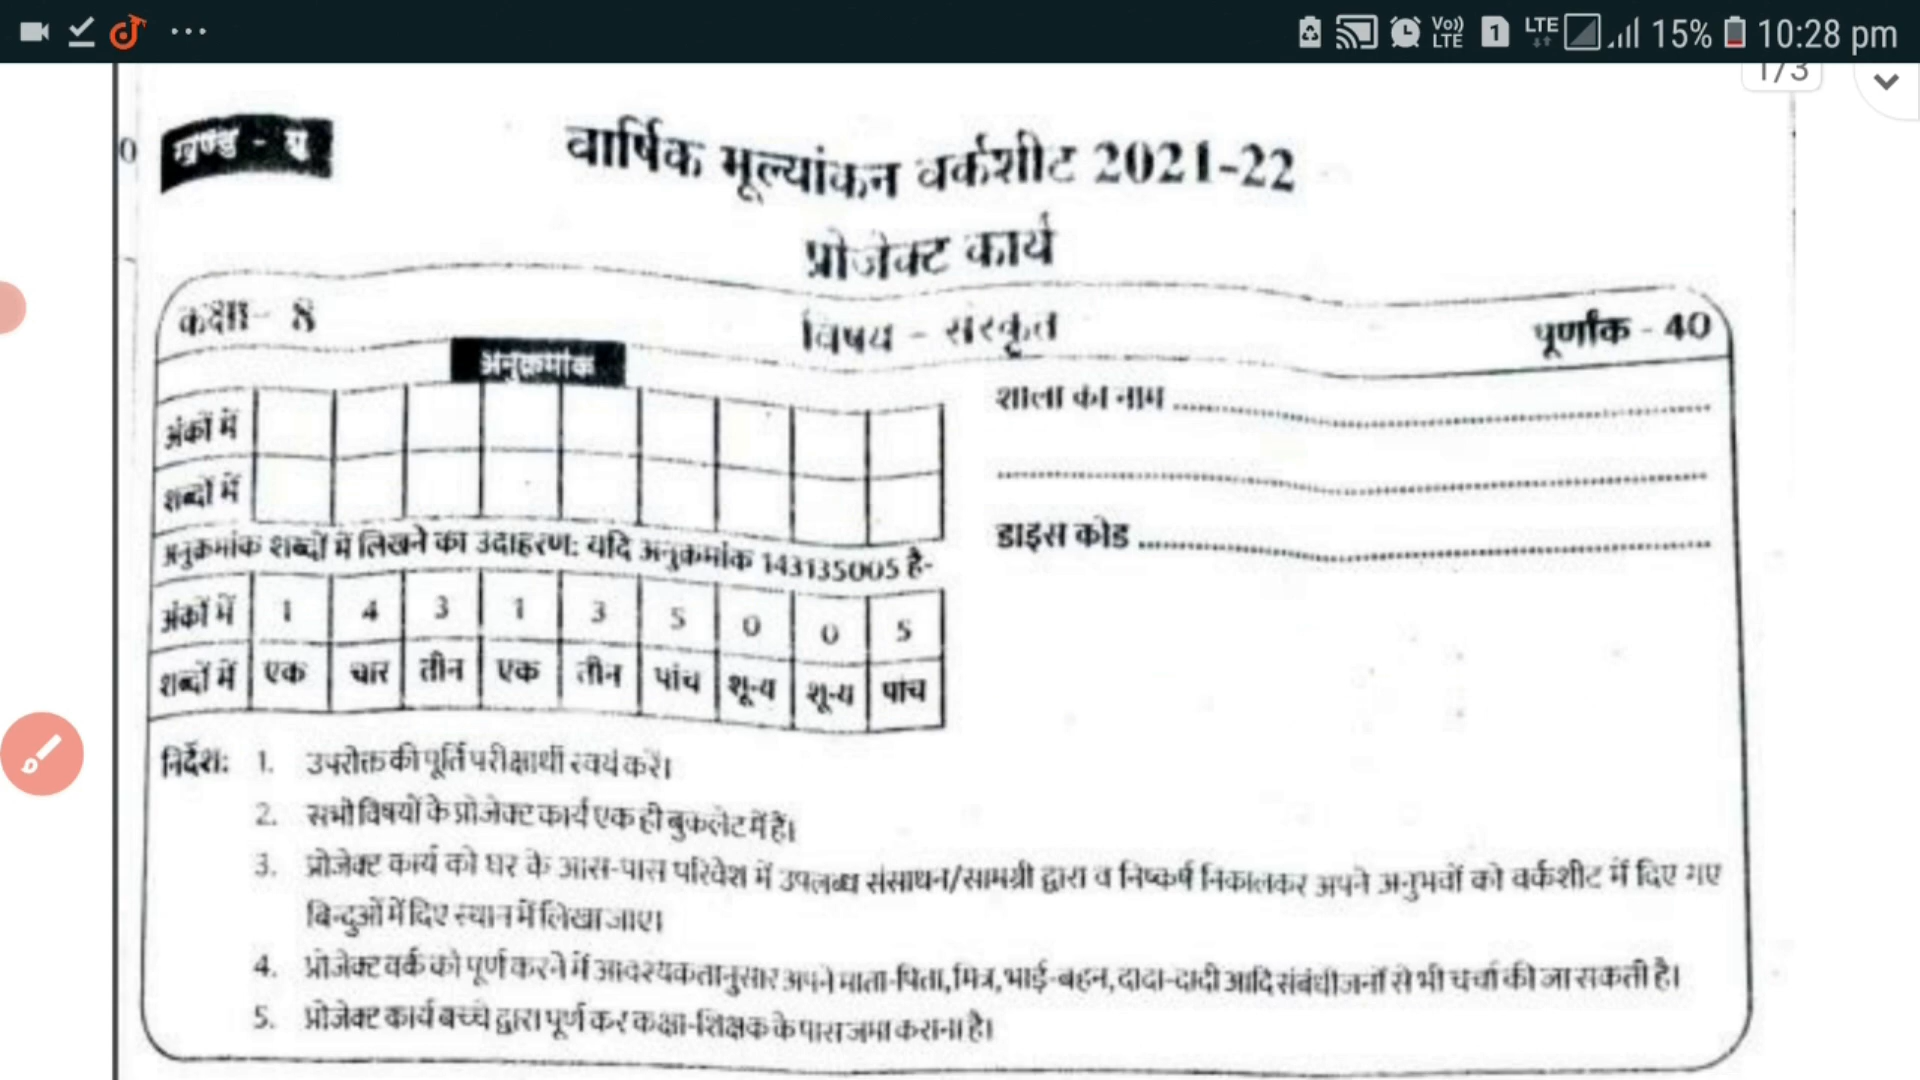 Vo)) LTE 1 LTE 15% 10:28 pm
1/3
खण्ड -
वार्षिक मूल्यांकन वर्कशीट 2021-22
प्रोजेक्ट कार्य
कक्षा- 8
विषय - संस्कृत
पूर्णांक - 40
अनुक्रमांक
अंकों में
शब्दों में
शाला का नाम
डाइस कोड
अनुक्रमांक शब्दों में लिखने का उदाहरण: यदि अनुक्रमांक 143135005 है-
अंकों में 1 4 3 1 3 5 0 0 5
शब्दों में एक चार तीन एक तीन पांच शून्य शून्य पांच
निर्देश: 1. उपरोक्त की पूर्ति परीक्षार्थी स्वयं करें।
2. सभी विषयों के प्रोजेक्ट कार्य एक ही बुकलेट में हैं।
3. प्रोजेक्ट कार्य को घर के आस-पास परिवेश में उपलब्ध संसाधन/सामग्री द्वारा व निष्कर्ष निकालकर अपने अनुभवों को वर्कशीट में दिए गए
बिन्दुओं में दिए स्थान में लिखा जाए।
4. प्रोजेक्ट वर्क को पूर्ण करने में आवश्यकतानुसार अपने माता-पिता, मित्र, भाई-बहन, दादा-दादी आदि संबंधीजनों से भी चर्चा की जा सकती है।
5. प्रोजेक्ट कार्य बच्चे द्वारा पूर्ण कर कक्षा-शिक्षक के पास जमा कराना है।